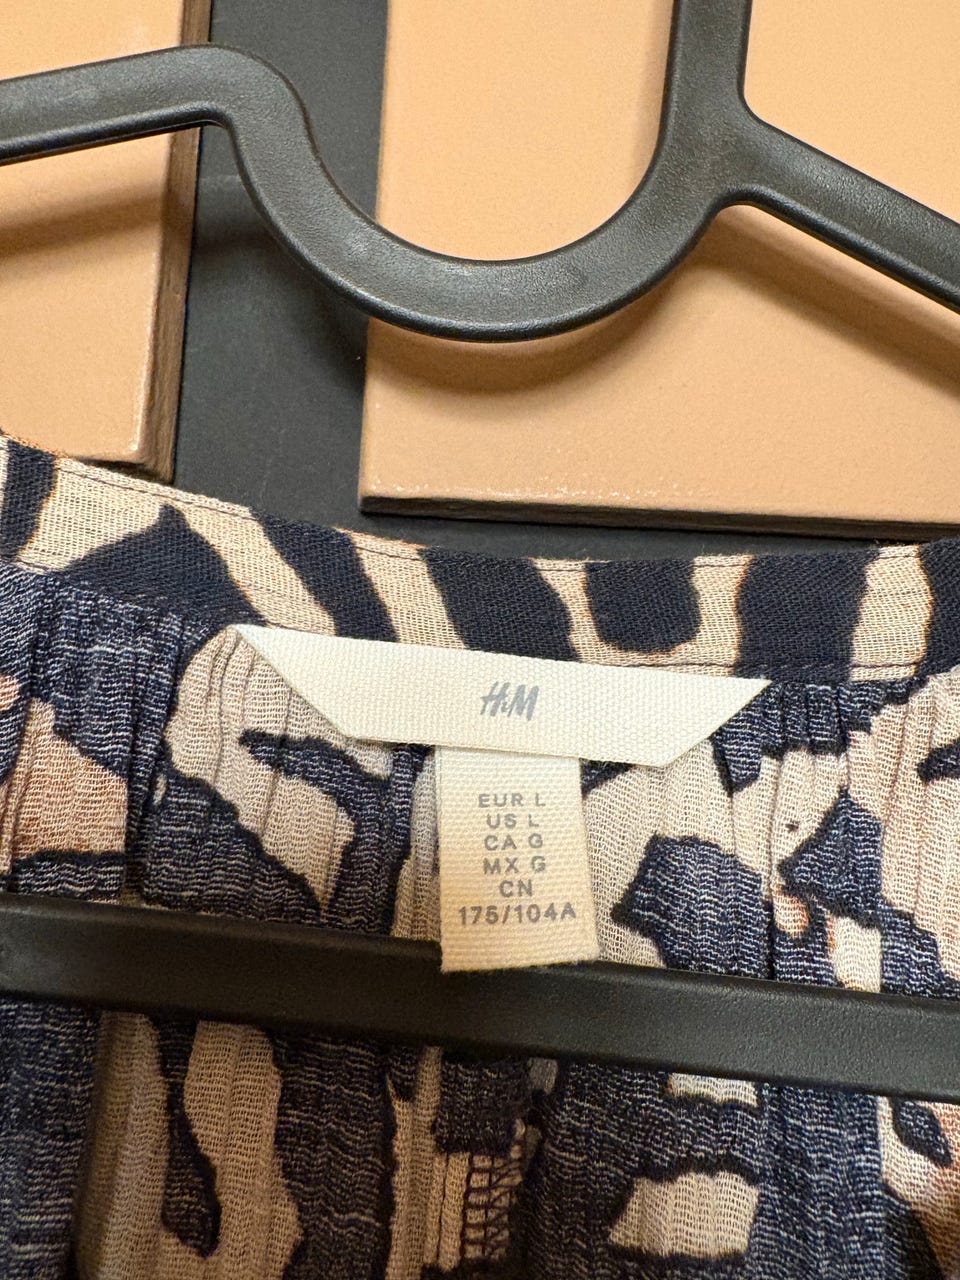 H&M
EUR L
US L
CA G
MX G
CN
175/104A